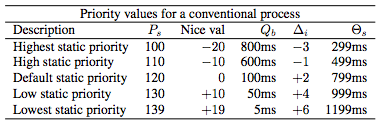 Priority values for a conventional process
Description P_s Nice val Q_b Δ_i Θ_s
Highest static priority 100 −20 800ms −3 299ms
High static priority 110 −10 600ms −1 499ms
Default static priority 120 0 100ms +2 799ms
Low static priority 130 +10 50ms +4 999ms
Lowest static priority 139 +19 5ms +6 1199ms